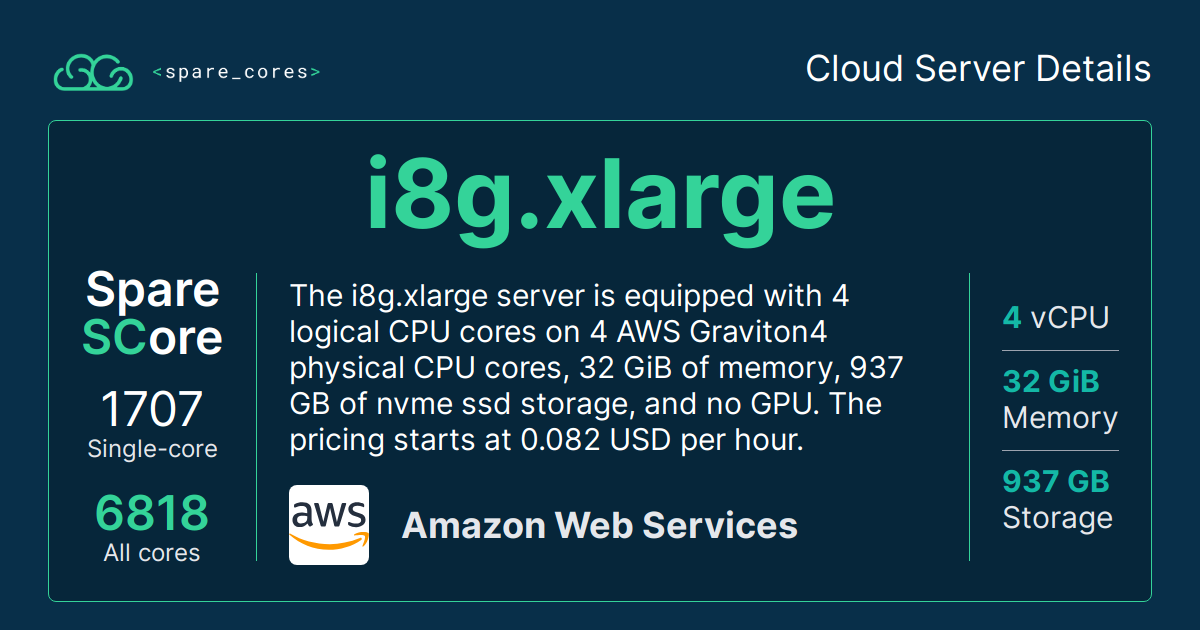 <spare_cores>
Cloud Server Details
i8g.xlarge
Spare
SCore
1707
Single-core
6818
All cores
The i8g.xlarge server is equipped with 4
logical CPU cores on 4 AWS Graviton4
physical CPU cores, 32 GiB of memory, 937
GB of nvme ssd storage, and no GPU. The
pricing starts at 0.082 USD per hour.
aws
Amazon Web Services
4 vCPU
32 GiB
Memory
937 GB
Storage